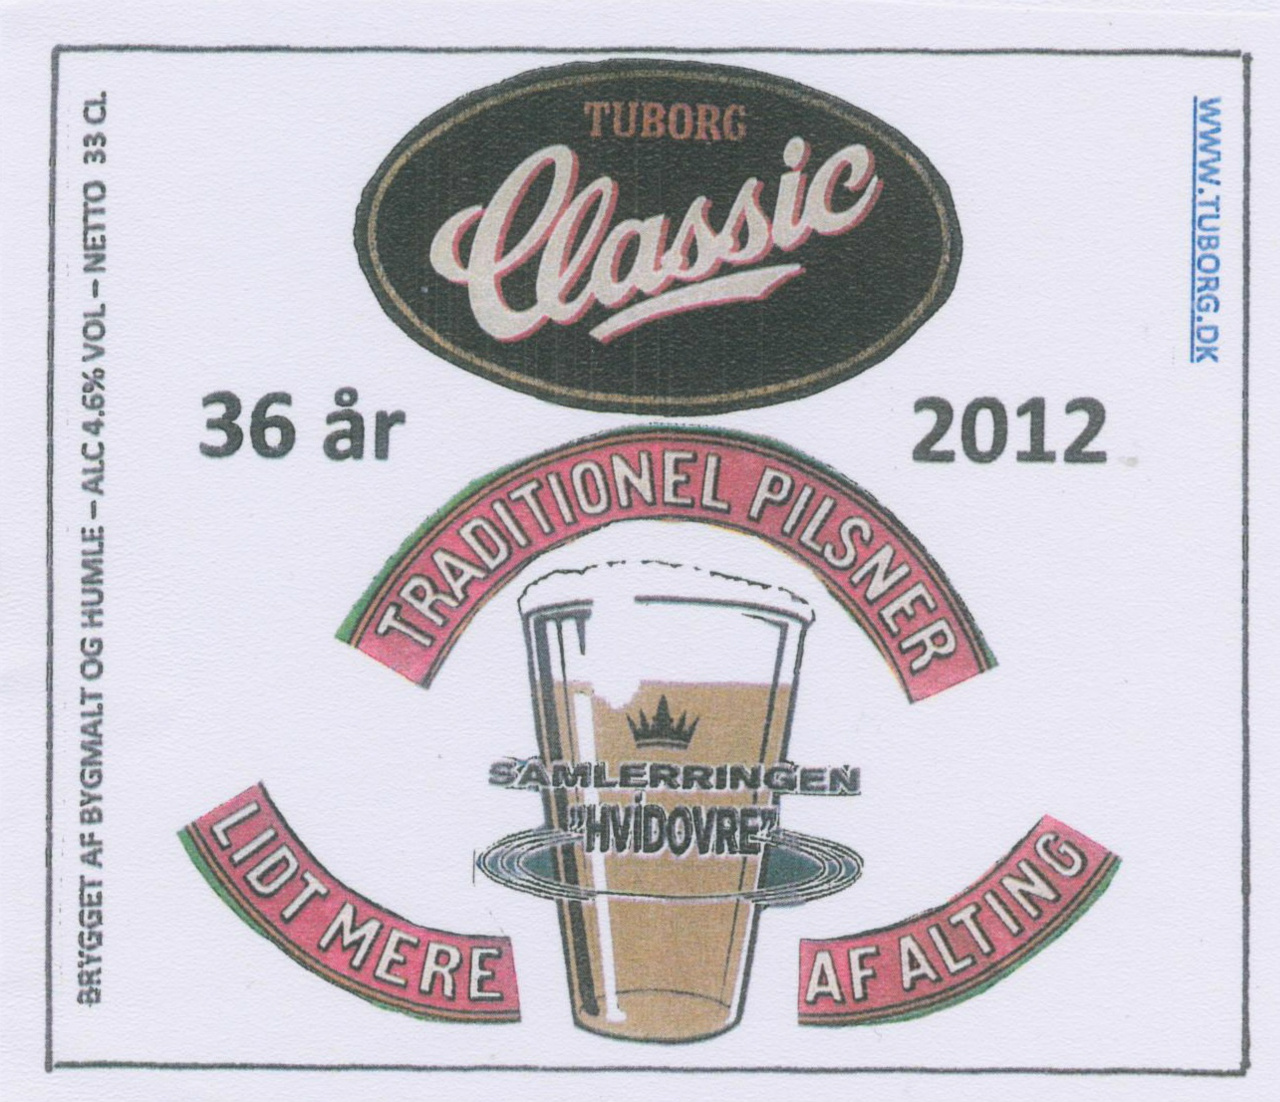 TUBORG
Classic
36 år
2012
TRADITIONEL PILSNER
SAMLERRINGEN
"HVIDOVRE"
LIDT MERE
AF ALTING
BRYGGET AF BYGMALT OG HUMLE – ALC 4.6% VOL – NETTO 33 CL
WWW.TUBORG.DK